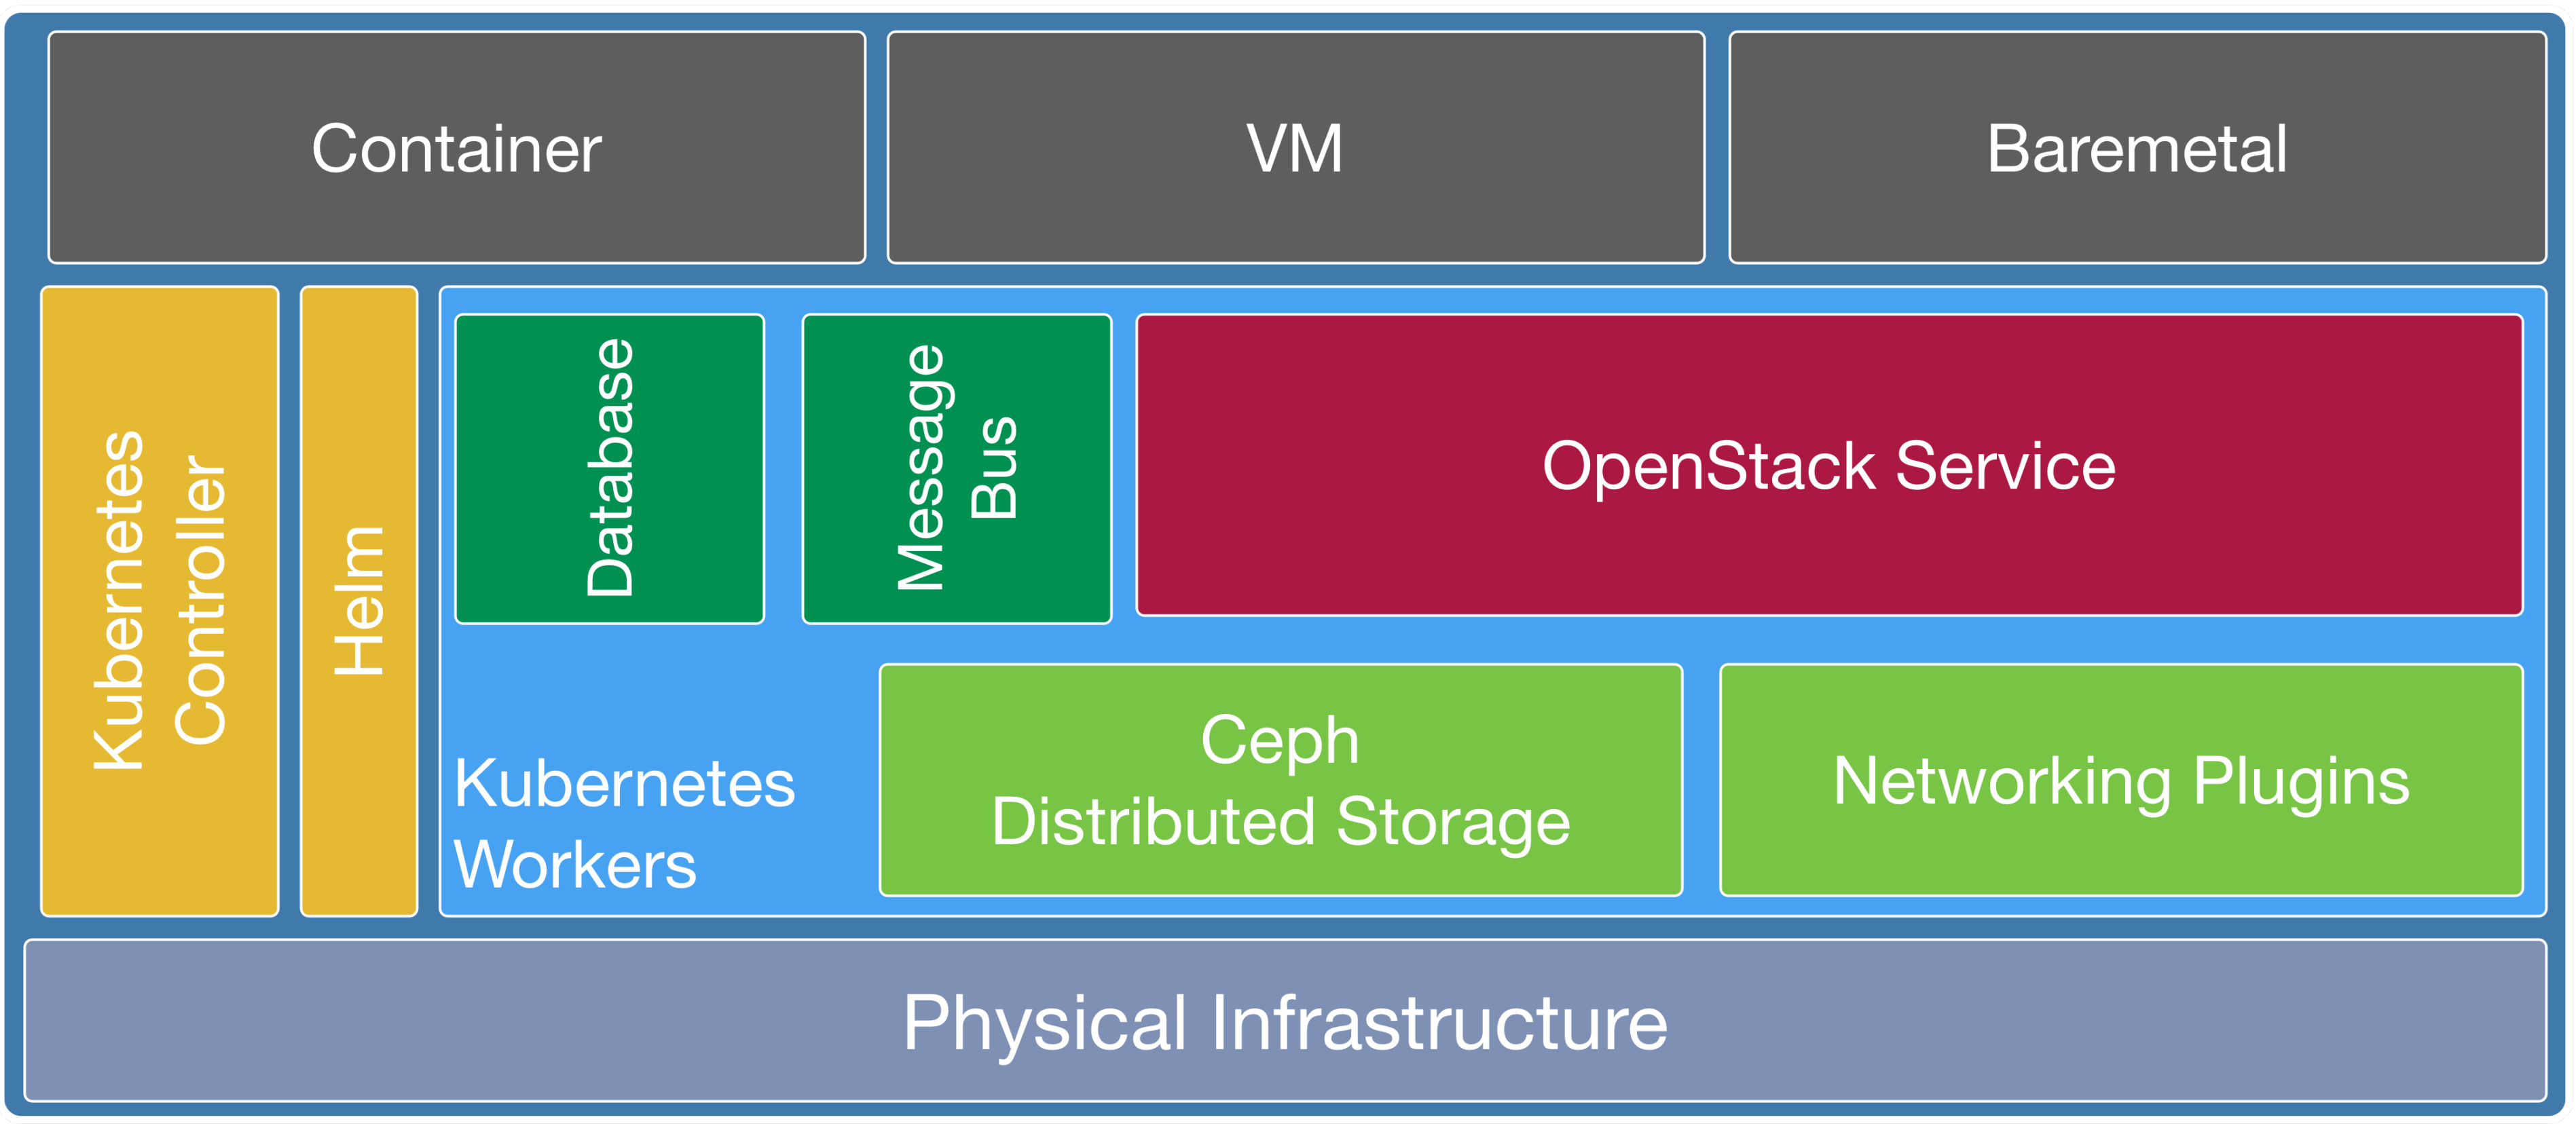 Container
VM
Baremetal
Kubernetes
Controller
Helm
Database
Message
Bus
OpenStack Service
Kubernetes
Workers
Ceph
Distributed Storage
Networking Plugins
Physical Infrastructure